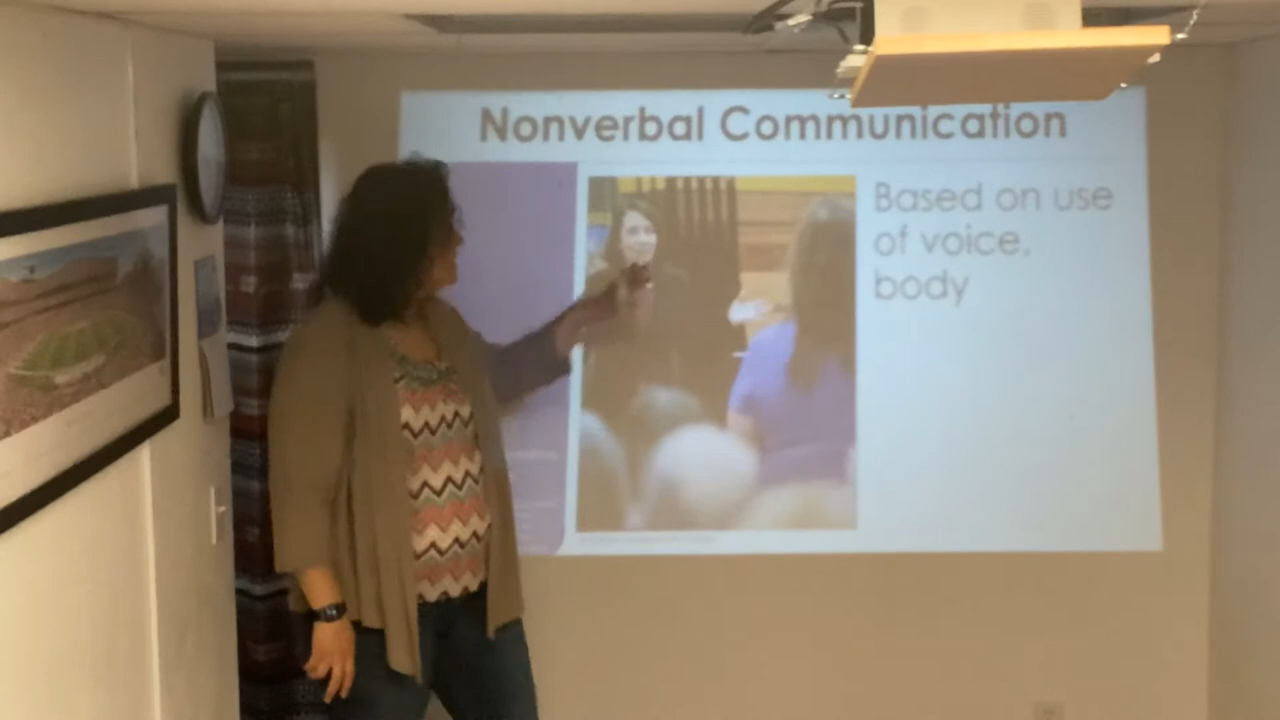 Nonverbal Communication
Based on use
of voice,
body